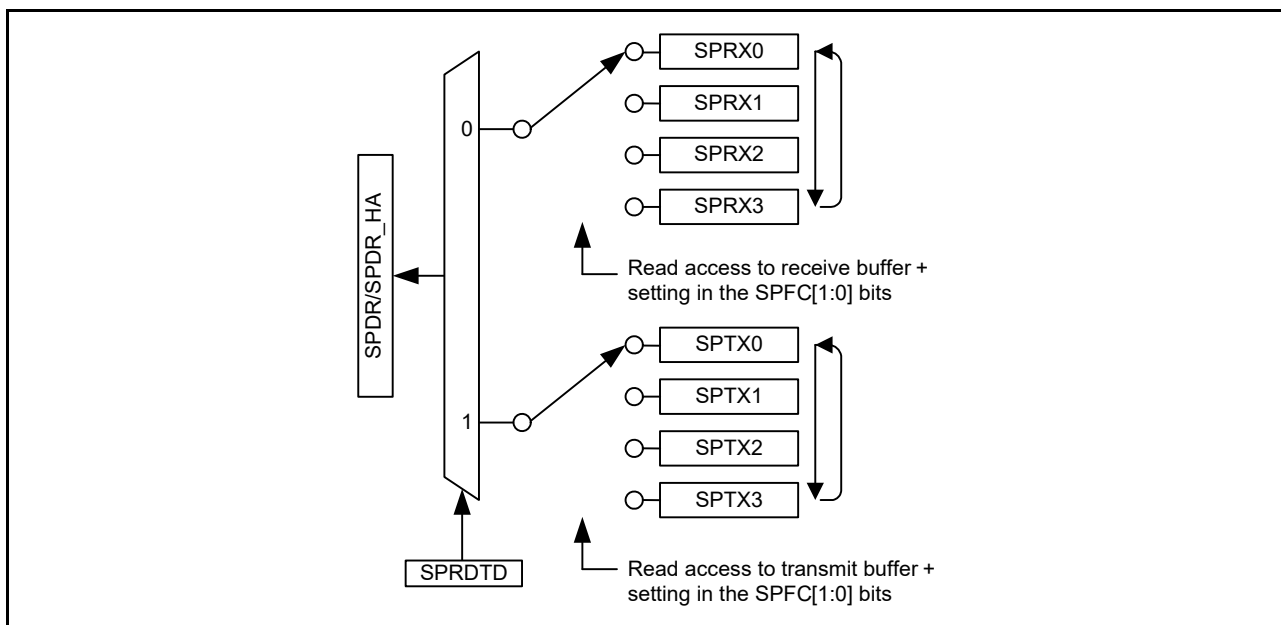 SPRX0
SPRX1
0
SPRX2
SPRX3
SPDR/SPDR_HA
Read access to receive buffer +
setting in the SPFC[1:0] bits
SPTX0
SPTX1
1
SPTX2
SPTX3
SPRDTD
Read access to transmit buffer +
setting in the SPFC[1:0] bits